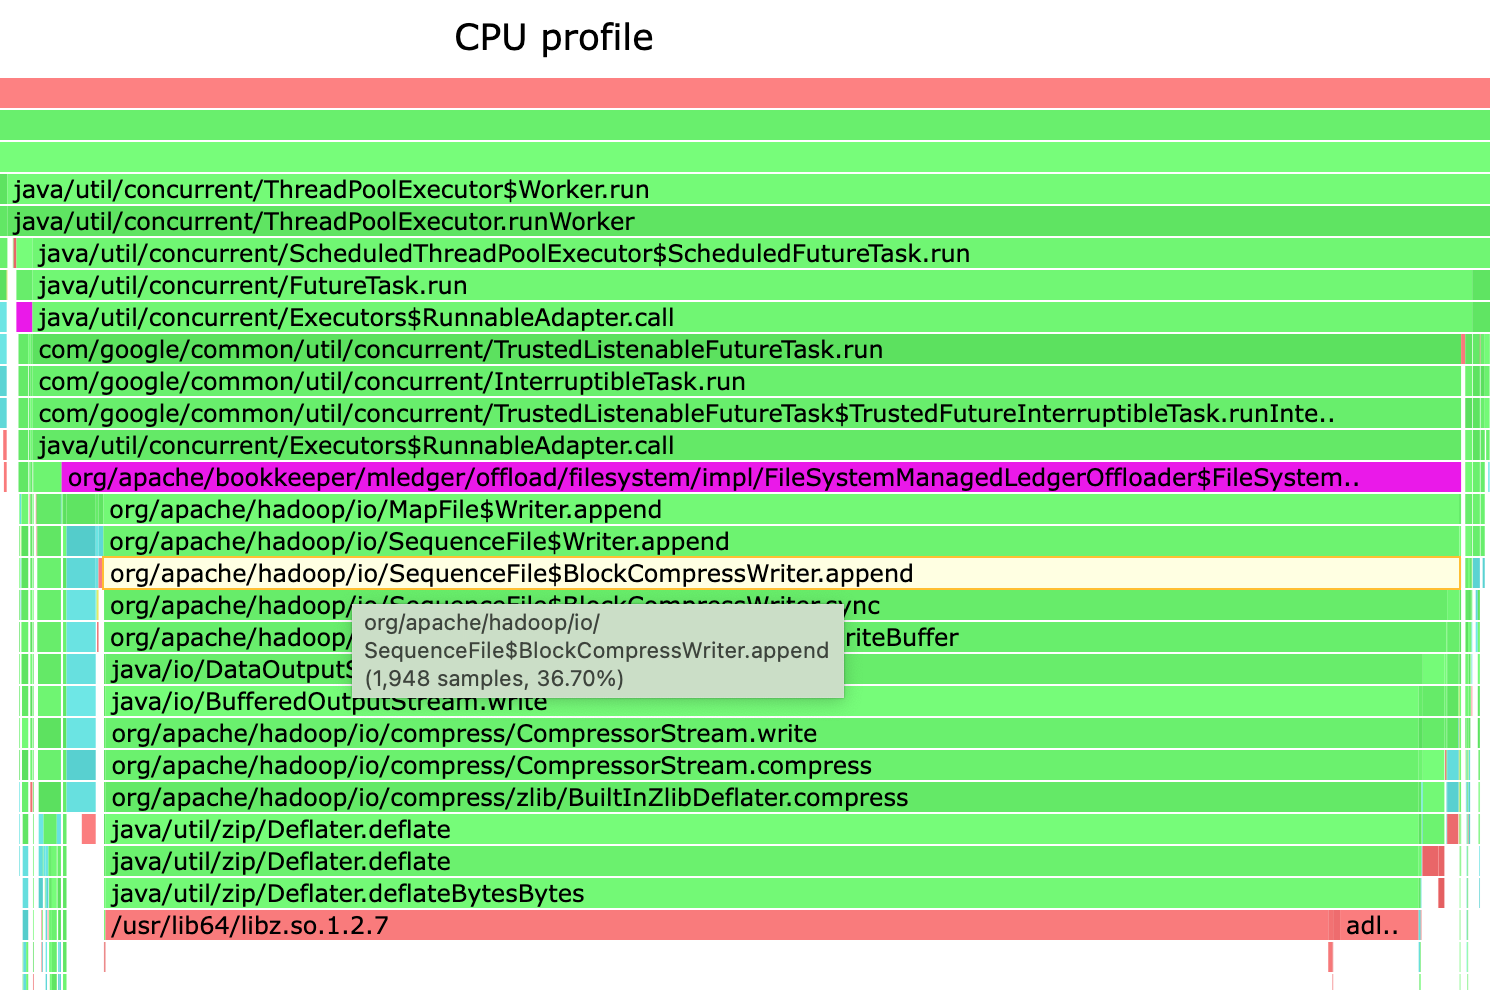 CPU profile
java/util/concurrent/ThreadPoolExecutor$Worker.run
java/util/concurrent/ThreadPoolExecutor.runWorker
java/util/concurrent/ScheduledThreadPoolExecutor$ScheduledFutureTask.run
java/util/concurrent/FutureTask.run
java/util/concurrent/Executors$RunnableAdapter.call
com/google/common/util/concurrent/TrustedListenableFutureTask.run
com/google/common/util/concurrent/InterruptibleTask.run
com/google/common/util/concurrent/TrustedListenableFutureTask$TrustedFutureInterruptibleTask.runInte..
java/util/concurrent/Executors$RunnableAdapter.call
org/apache/bookkeeper/mledger/offload/filesystem/impl/FileSystemManagedLedgerOffloader$FileSystem..
org/apache/hadoop/io/MapFile$Writer.append
org/apache/hadoop/io/SequenceFile$Writer.append
org/apache/hadoop/io/SequenceFile$BlockCompressWriter.append
org/apache/hadoop/io/SequenceFile$BlockCompressWriter.sync
org/apache/hadoop/ riteBuffer
org/apache/hadoop/io/
SequenceFile$BlockCompressWriter.append
(1,948 samples, 36.70%)
java/io/DataOutputS
java/io/BufferedOutputStream.write
org/apache/hadoop/io/compress/CompressorStream.write
org/apache/hadoop/io/compress/CompressorStream.compress
org/apache/hadoop/io/compress/zlib/BuiltInZlibDeflater.compress
java/util/zip/Deflater.deflate
java/util/zip/Deflater.deflate
java/util/zip/Deflater.deflateBytesBytes
/usr/lib64/libz.so.1.2.7 adl..